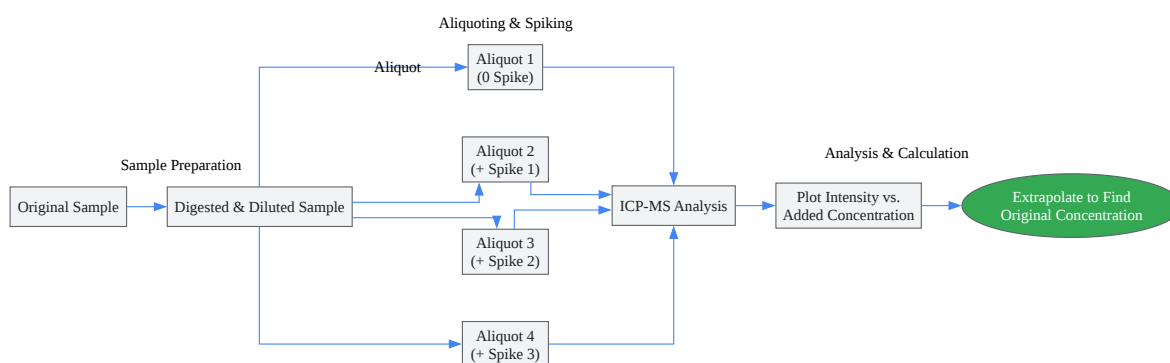 Aliquoting & Spiking
Aliquot 1
(0 Spike)
Aliquot
Sample Preparation
Aliquot 2
(+ Spike 1)
Analysis & Calculation
Original Sample
Digested & Diluted Sample
ICP-MS Analysis
Plot Intensity vs.
Added Concentration
Extrapolate to Find
Original Concentration
Aliquot 3
(+ Spike 2)
Aliquot 4
(+ Spike 3)